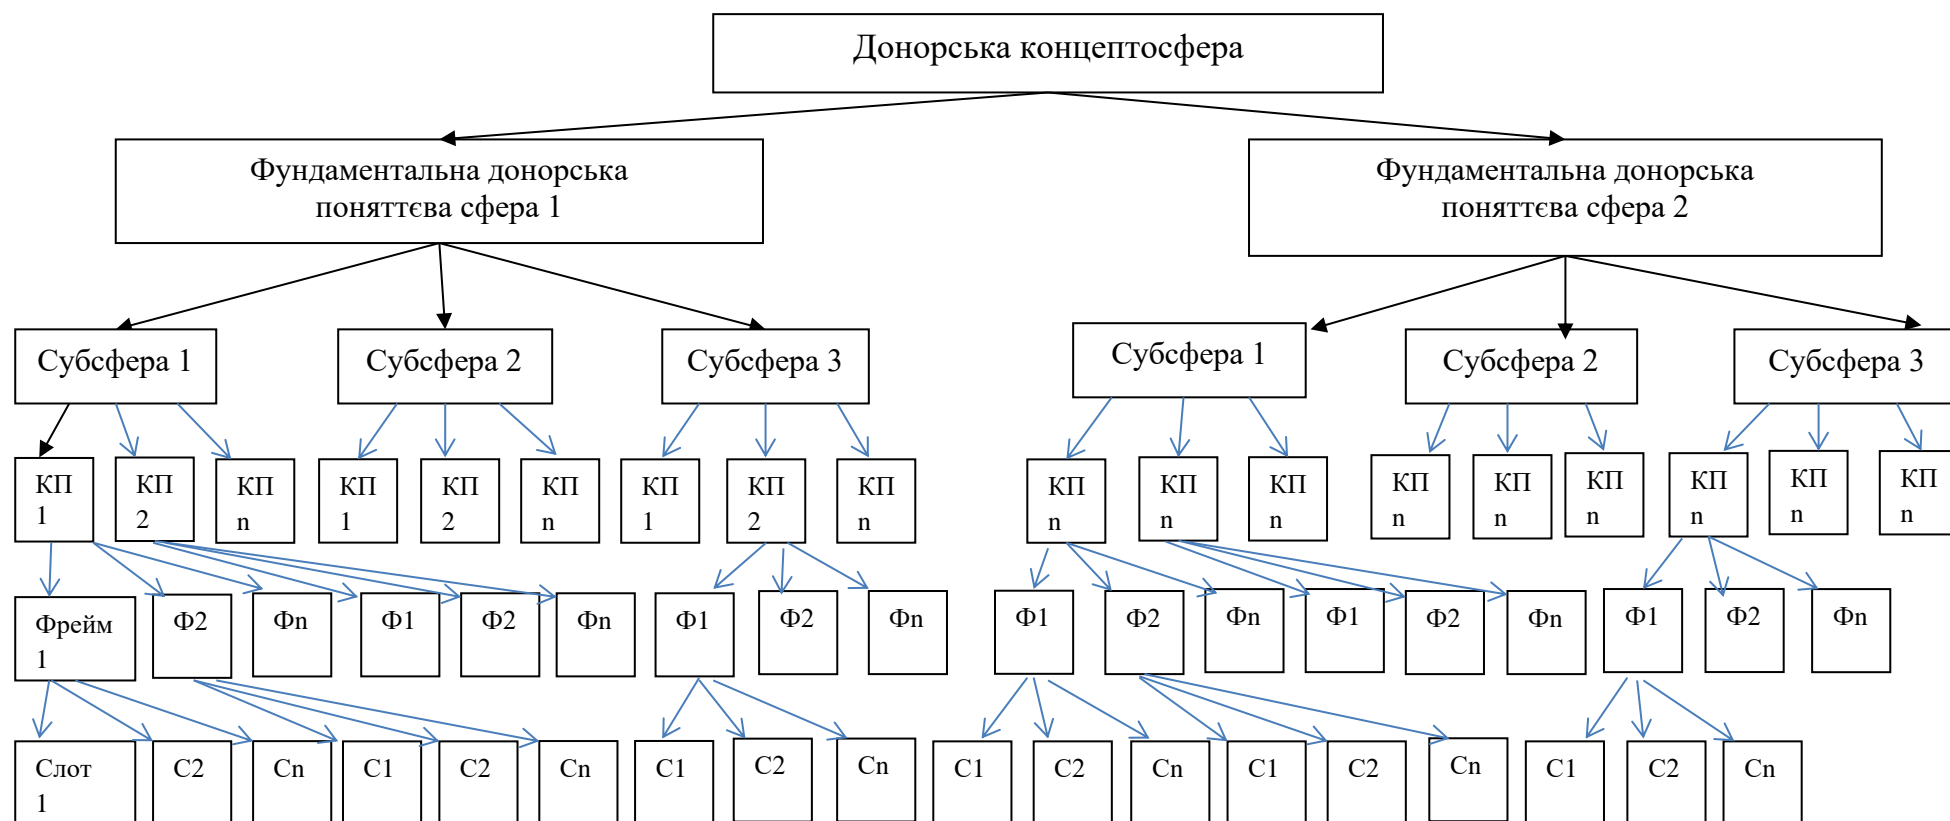 Донорська концептосфера
Фундаментальна донорська
поняттєва сфера 1
Фундаментальна донорська
поняттєва сфера 2
Субсфера 1
Субсфера 2
Субсфера 3
Субсфера 1
Субсфера 2
Субсфера 3
КП
1
КП
2
КП
n
КП
1
КП
2
КП
n
КП
1
КП
2
КП
n
КП
n
КП
n
КП
n
КП
n
КП
n
КП
n
КП
n
КП
n
КП
n
Фрейм
1
Ф2
Фn
Ф1
Ф2
Фn
Ф1
Ф2
Фn
Ф1
Ф2
Фn
Ф1
Ф2
Фn
Ф1
Ф2
Фn
Слот
1
С2
Сn
С1
С2
Сn
С1
С2
Сn
С1
С2
Сn
С1
С2
Сn
С1
С2
Сn